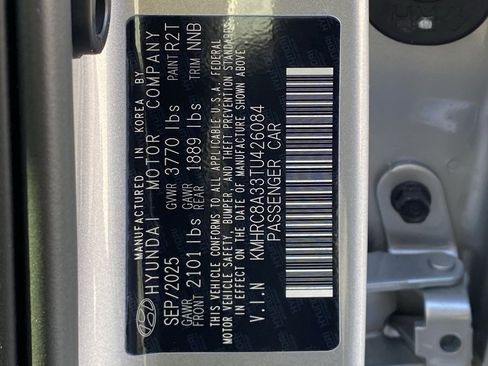 MANUFACTURED IN KOREA BY
HYUNDAI MOTOR COMPANY
SEP/2025 GVWR 3770 lbs PAINT R2T
GAWR FRONT 2101 lbs GAWR REAR 1889 lbs TRIM NNB
THIS VEHICLE CONFORMS TO ALL APPLICABLE U.S.A. FEDERAL
MOTOR VEHICLE SAFETY, BUMPER, AND THEFT PREVENTION STANDARDS
IN EFFECT ON THE DATE OF MANUFACTURE SHOWN ABOVE
V.I.N KMHRC8A33TU426084
PASSENGER CAR